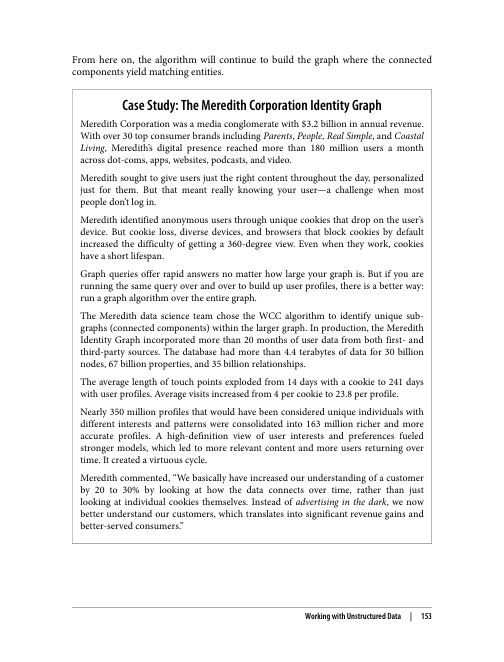 From here on, the algorithm will continue to build the graph where the connected
components yield matching entities.
Case Study: The Meredith Corporation Identity Graph
Meredith Corporation was a media conglomerate with $3.2 billion in annual revenue.
With over 30 top consumer brands including Parents, People, Real Simple, and Coastal
Living, Meredith’s digital presence reached more than 180 million users a month
across dot-coms, apps, websites, podcasts, and video.
Meredith sought to give users just the right content throughout the day, personalized
just for them. But that meant really knowing your user—a challenge when most
people don’t log in.
Meredith identified anonymous users through unique cookies that drop on the user’s
device. But cookie loss, diverse devices, and browsers that block cookies by default
increased the difficulty of getting a 360-degree view. Even when they work, cookies
have a short lifespan.
Graph queries offer rapid answers no matter how large your graph is. But if you are
running the same query over and over to build up user profiles, there is a better way:
run a graph algorithm over the entire graph.
The Meredith data science team chose the WCC algorithm to identify unique sub-
graphs (connected components) within the larger graph. In production, the Meredith
Identity Graph incorporated more than 20 months of user data from both first- and
third-party sources. The database had more than 4.4 terabytes of data for 30 billion
nodes, 67 billion properties, and 35 billion relationships.
The average length of touch points exploded from 14 days with a cookie to 241 days
with user profiles. Average visits increased from 4 per cookie to 23.8 per profile.
Nearly 350 million profiles that would have been considered unique individuals with
different interests and patterns were consolidated into 163 million richer and more
accurate profiles. A high-definition view of user interests and preferences fueled
stronger models, which led to more relevant content and more users returning over
time. It created a virtuous cycle.
Meredith commented, “We basically have increased our understanding of a customer
by 20 to 30% by looking at how the data connects over time, rather than just
looking at individual cookies themselves. Instead of advertising in the dark, we now
better understand our customers, which translates into significant revenue gains and
better-served consumers.”
Working with Unstructured Data | 153